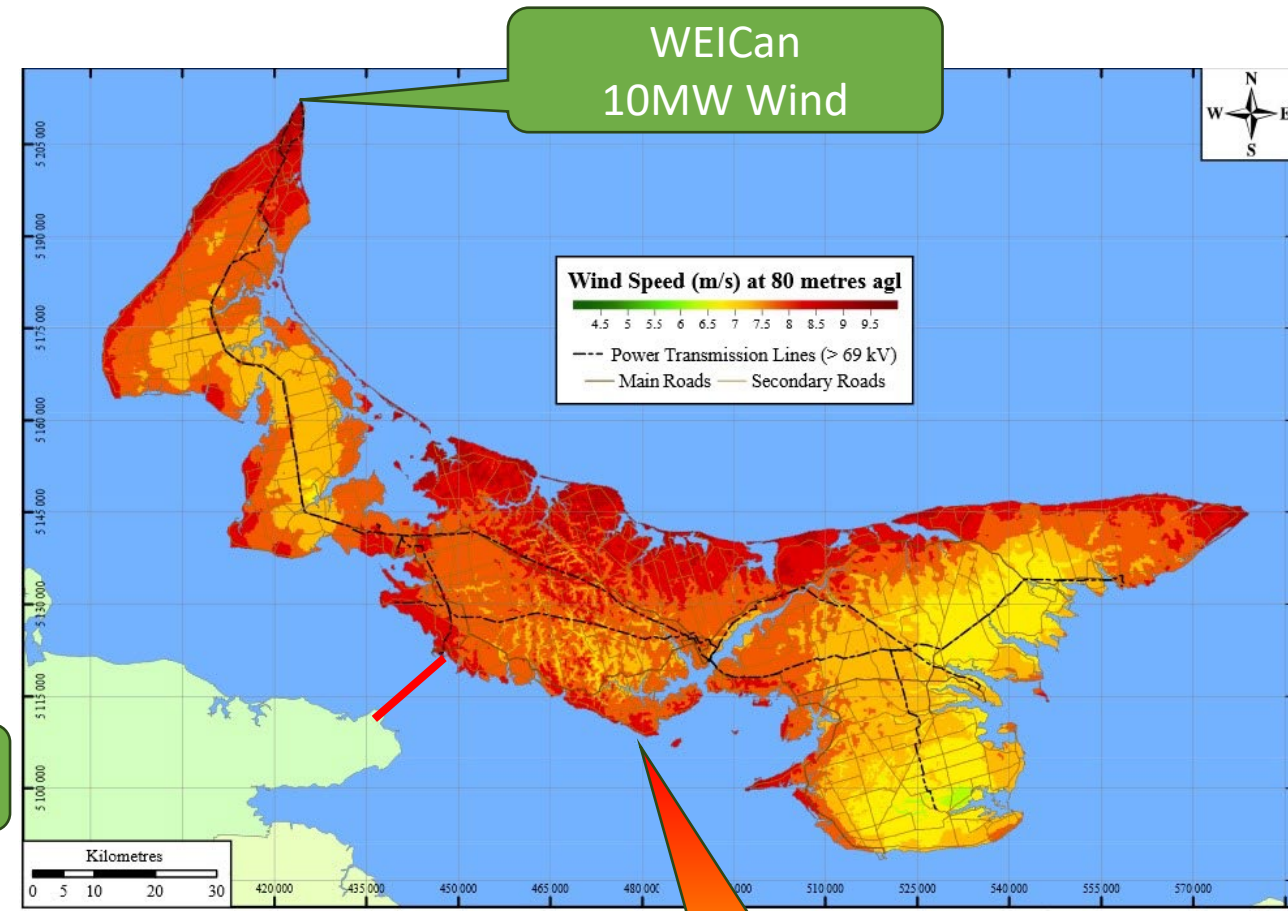 WEICan
10MW Wind
N
W E
S
5 205 000
5 190 000
5 175 000
5 160 000
5 145 000
5 130 000
5 115 000
5 100 000
Wind Speed (m/s) at 80 metres agl
4.5 5 5.5 6 6.5 7 7.5 8 8.5 9 9.5
Power Transmission Lines (> 69 kV)
Main Roads Secondary Roads
Kilometres
0 5 10 20 30
420 000 435 000 450 000 465 000 480 000 000 510 000 525 000 540 000 555 000 570 000